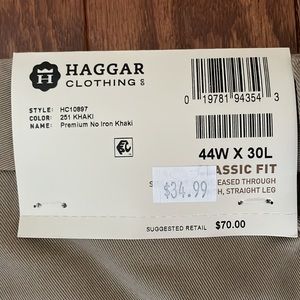 HAGGAR
CLOTHING CO
STYLE: HC10897
COLOR: 251 KHAKI
NAME: Premium No Iron Khaki
0 19781 94354 3
44W X 30L
ASSIC FIT
EASED THROUGH
H, STRAIGHT LEG
$34.99
SUGGESTED RETAIL $70.00